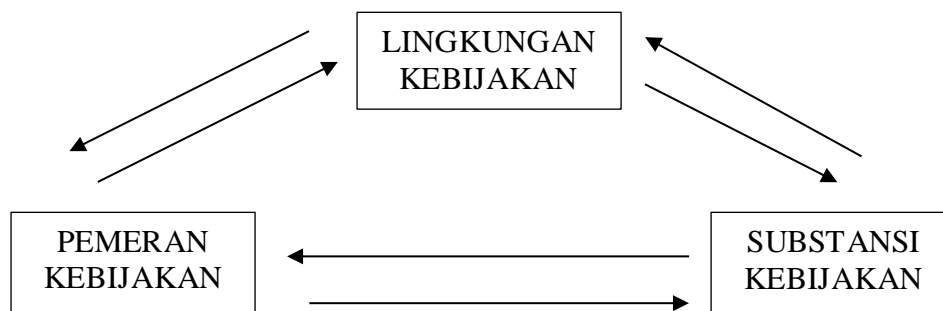 LINGKUNGAN
KEBIJAKAN
PEMERAN
KEBIJAKAN
SUBSTANSI
KEBIJAKAN